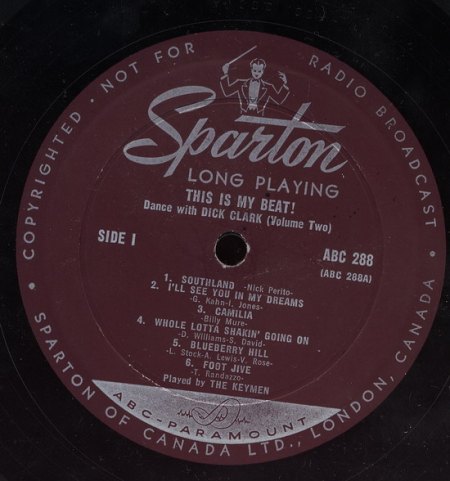 COPYRIGHTED · NOT FOR RADIO BROADCAST ·
Sparton
LONG PLAYING
THIS IS MY BEAT!
Dance with DICK CLARK (Volume Two)
SIDE I
ABC 288
(ABC 288A)
1. SOUTHLAND -Nick Perito-
2. I'LL SEE YOU IN MY DREAMS
-G. Kahn-I. Jones-
3. CAMILIA
-Billy Mure-
4. WHOLE LOTTA SHAKIN' GOING ON
-D. Williams-S. David-
5. BLUEBERRY HILL
-L. Stock-A. Lewis-V. Rose-
6. FOOT JIVE
-T. Randazzo-
Played by THE KEYMEN
ABC-PARAMOUNT
SPARTON OF CANADA LTD., LONDON, CANADA